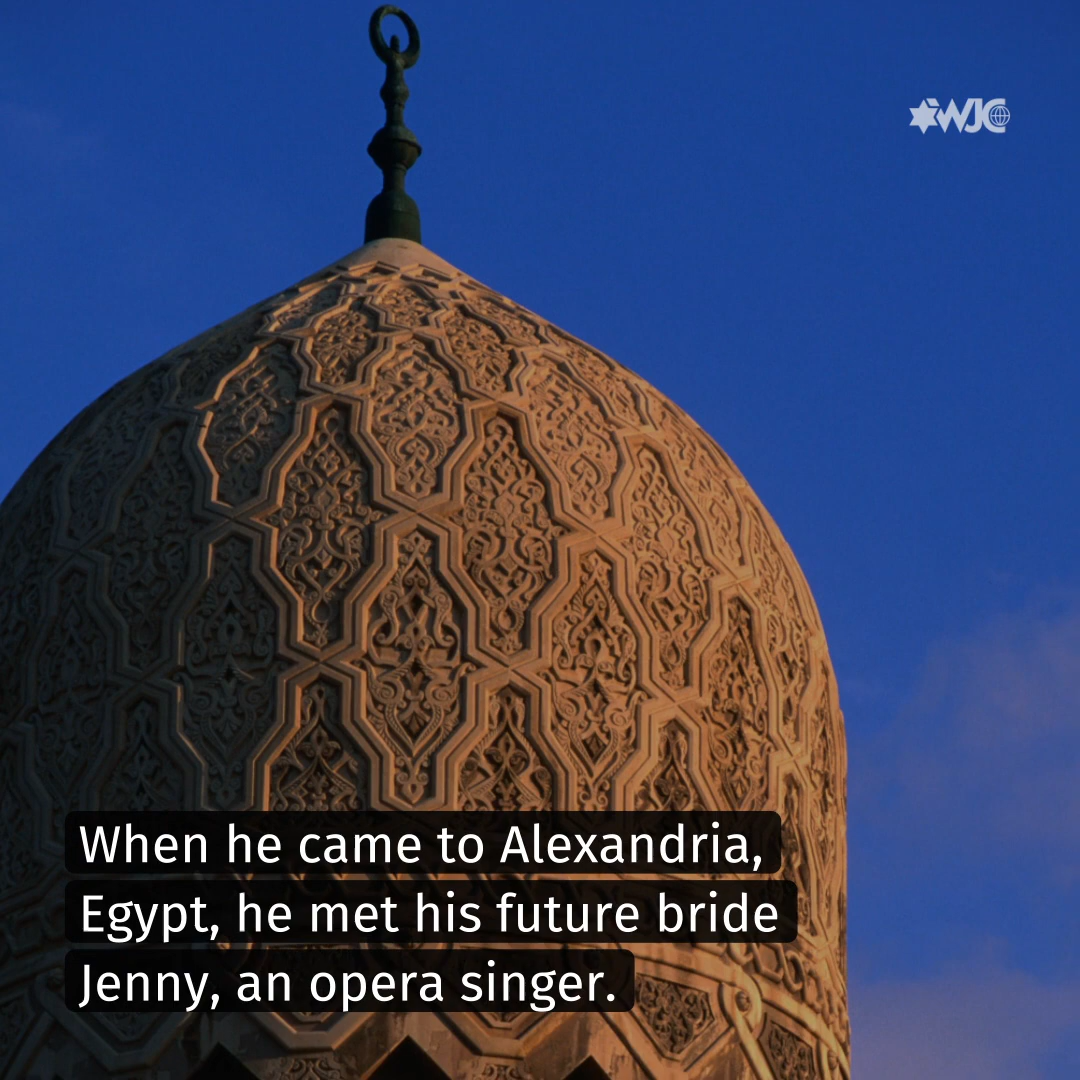 WJC
When he came to Alexandria,
Egypt, he met his future bride
Jenny, an opera singer.